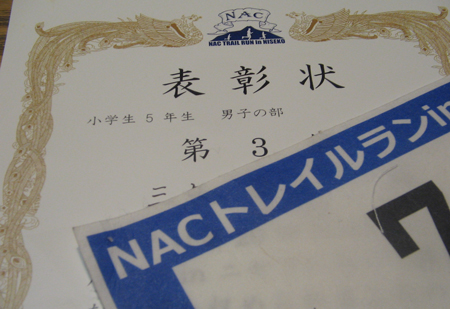 NAC
NAC TRAIL RUN in NISEKO
表彰状
小学生5年生 男子の部
第 3
NACトレイルランin
7